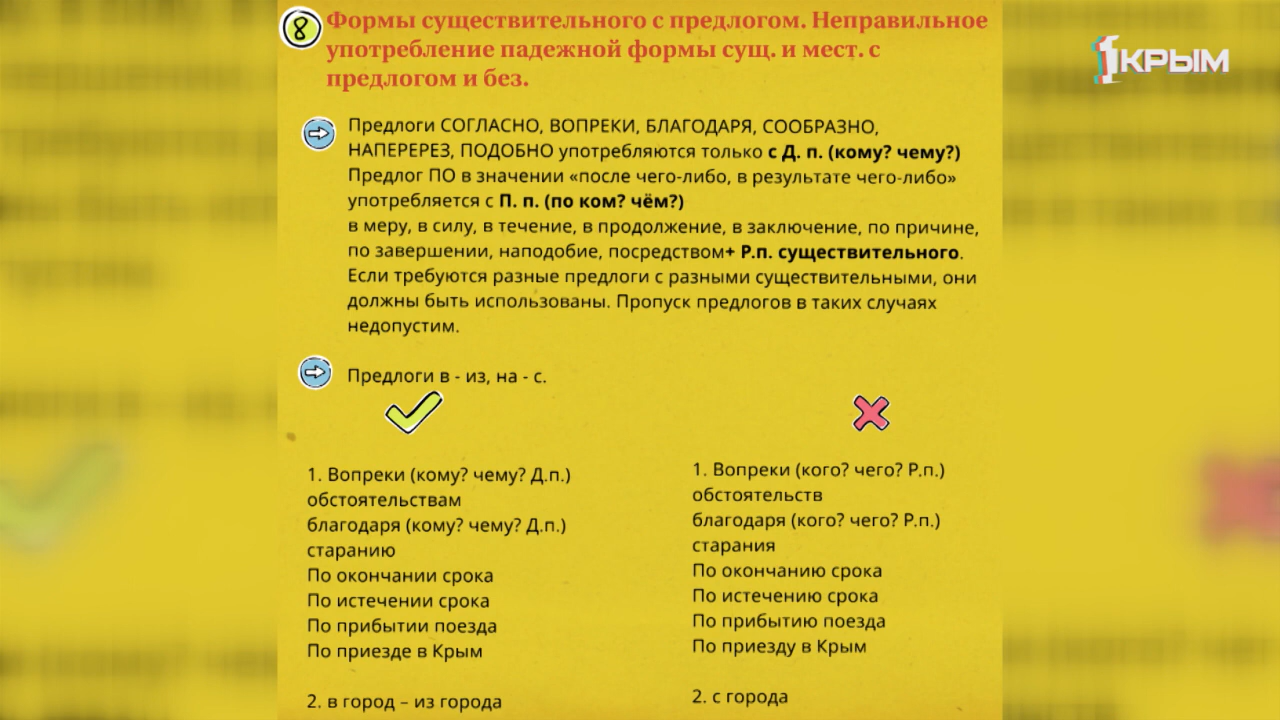 8
Формы существительного с предлогом. Неправильное
употребление падежной формы сущ. и мест. с
предлогом и без.
1КРЫМ
Предлоги СОГЛАСНО, ВОПРЕКИ, БЛАГОДАРЯ, СООБРАЗНО,
НАПЕРЕРЕЗ, ПОДОБНО употребляются только с Д. п. (кому? чему?)
Предлог ПО в значении «после чего-либо, в результате чего-либо»
употребляется с П. п. (по ком? чём?)
в меру, в силу, в течение, в продолжение, в заключение, по причине,
по завершении, наподобие, посредством+ Р.п. существительного.
Если требуются разные предлоги с разными существительными, они
должны быть использованы. Пропуск предлогов в таких случаях
недопустим.
Предлоги в - из, на - с.
1. Вопреки (кому? чему? Д.п.)
обстоятельствам
благодаря (кому? чему? Д.п.)
старанию
По окончании срока
По истечении срока
По прибытии поезда
По приезде в Крым
2. в город – из города
1. Вопреки (кого? чего? Р.п.)
обстоятельств
благодаря (кого? чего? Р.п.)
старания
По окончанию срока
По истечению срока
По прибытию поезда
По приезду в Крым
2. с города